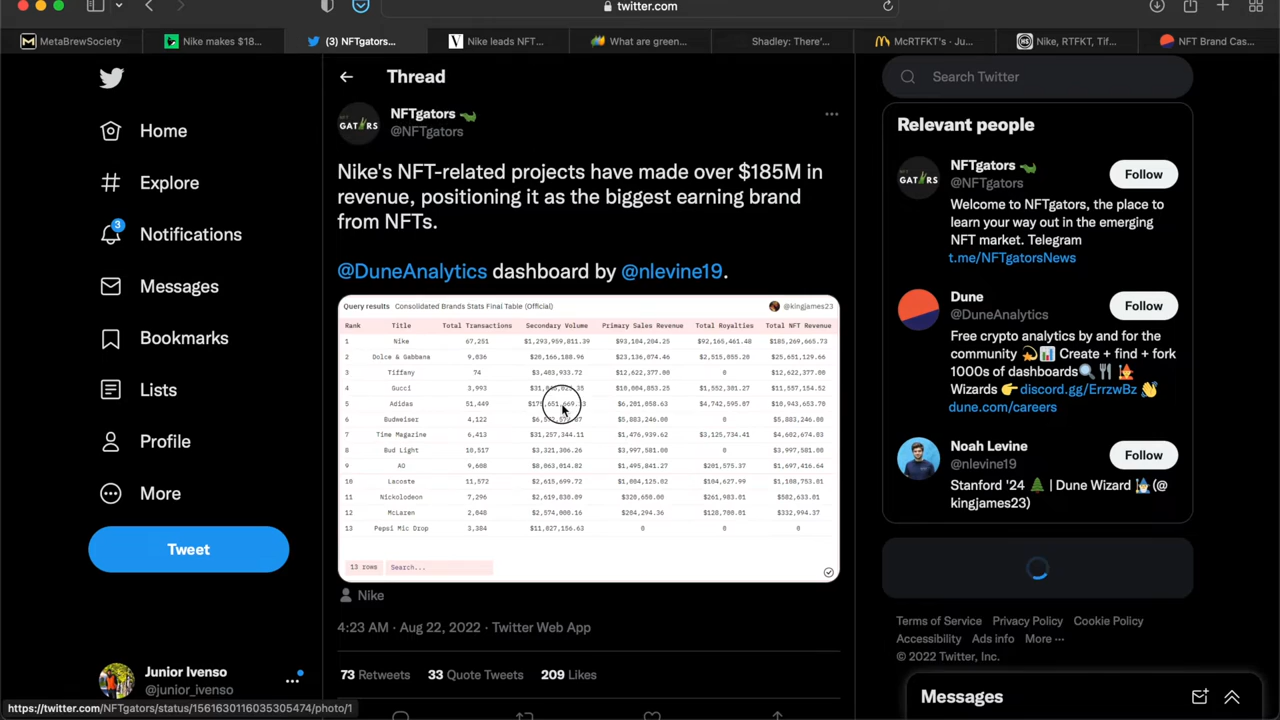 twitter.com
MetaBrewSociety
Nike makes $18...
(3) NFTgators...
Nike leads NFT...
What are green...
Shadley: There'...
McRTFKT's - Ju...
Nike, RTFKT, Tif...
NFT Brand Cas...
Home
Explore
3
Notifications
Messages
Bookmarks
Lists
Profile
More
Tweet
Junior Ivenso
@junior_ivenso
https://twitter.com/NFTgators/status/1561630116035305474/photo/1
Thread
GATRS
NFTgators
@NFTgators
Nike's NFT-related projects have made over $185M in
revenue, positioning it as the biggest earning brand
from NFTs.
@DuneAnalytics dashboard by @nlevine19.
Query results Consolidated Brands Stats Final Table (Official) @kingjames23
Rank Title Total Transactions Secondary Volume Primary Sales Revenue Total Royalties Total NFT Revenue
1 Nike 67,251 $1,293,959,811.39 $93,104,204.25 $92,165,461.48 $185,269,665.73
2 Dolce & Gabbana 9,036 $20,166,188.96 $23,136,074.46 $2,515,055.20 $25,651,129.66
3 Tiffany 74 $3,403,933.72 $12,622,377.00 0 $12,622,377.00
4 Gucci 3,993 $10,004,853.25 $1,552,301.27 $11,557,154.52
5 Adidas 51,449 $6,201,058.63 $4,742,595.07 $10,943,653.70
6 Budweiser 4,122 $5,883,246.00 0 $5,883,246.00
7 Time Magazine 6,413 $31,257,344.11 $1,476,939.62 $3,125,734.41 $4,602,674.03
8 Bud Light 10,517 $3,321,306.26 $3,997,581.00 0 $3,997,581.00
9 AO 9,608 $8,063,014.82 $1,495,841.27 $201,575.37 $1,697,416.64
10 Lacoste 11,572 $2,615,699.72 $1,004,125.02 $104,627.99 $1,108,753.01
11 Nickolodeon 7,296 $2,619,830.09 $320,650.00 $261,983.01 $582,633.01
12 McLaren 2,048 $2,574,000.16 $204,294.36 $128,700.01 $332,994.37
13 Pepsi Mic Drop 3,384 $11,027,156.63 0 0 0
13 rows Search...
Nike
4:23 AM · Aug 22, 2022 · Twitter Web App
73 Retweets 33 Quote Tweets 209 Likes
Search Twitter
Relevant people
GATRS
NFTgators
@NFTgators
Follow
Welcome to NFTgators, the place to
learn your way out in the emerging
NFT market. Telegram
t.me/NFTgatorsNews
Dune
@DuneAnalytics
Follow
Free crypto analytics by and for the
community Create + find + fork
1000s of dashboards
Wizards discord.gg/ErrzwBz
dune.com/careers
Noah Levine
@nlevine19
Follow
Stanford '24 | Dune Wizard (@
kingjames23)
Terms of Service Privacy Policy Cookie Policy
Accessibility Ads info More ···
© 2022 Twitter, Inc.
Messages